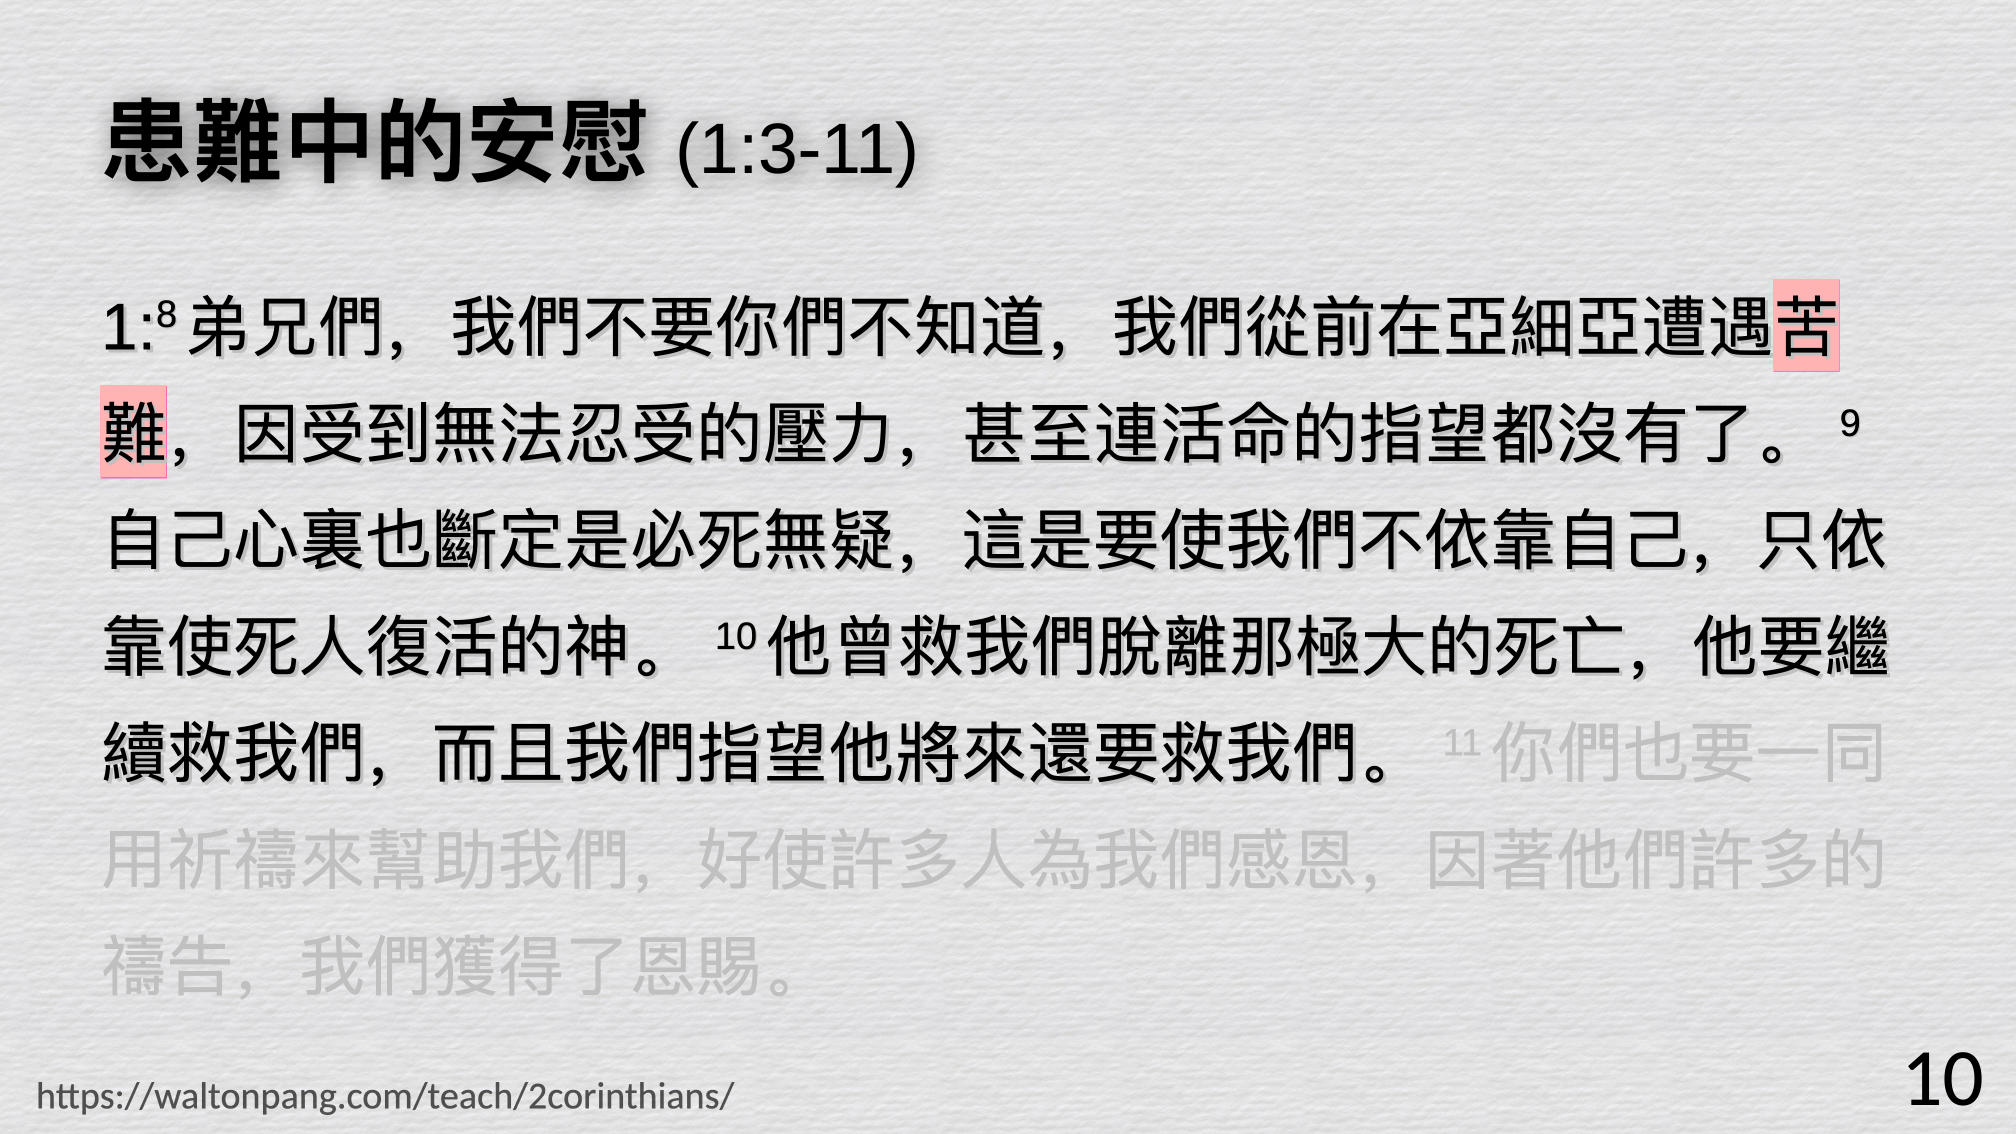 患難中的安慰 (1:3-11)
1:8 弟兄們，我們不要你們不知道，我們從前在亞細亞遭遇苦
難，因受到無法忍受的壓力，甚至連活命的指望都沒有了。 9
自己心裏也斷定是必死無疑，這是要使我們不依靠自己，只依
靠使死人復活的神。 10 他曾救我們脫離那極大的死亡，他要繼
續救我們，而且我們指望他將來還要救我們。 11 你們也要一同
用祈禱來幫助我們，好使許多人為我們感恩，因著他們許多的
禱告，我們獲得了恩賜。
https://waltonpang.com/teach/2corinthians/
10